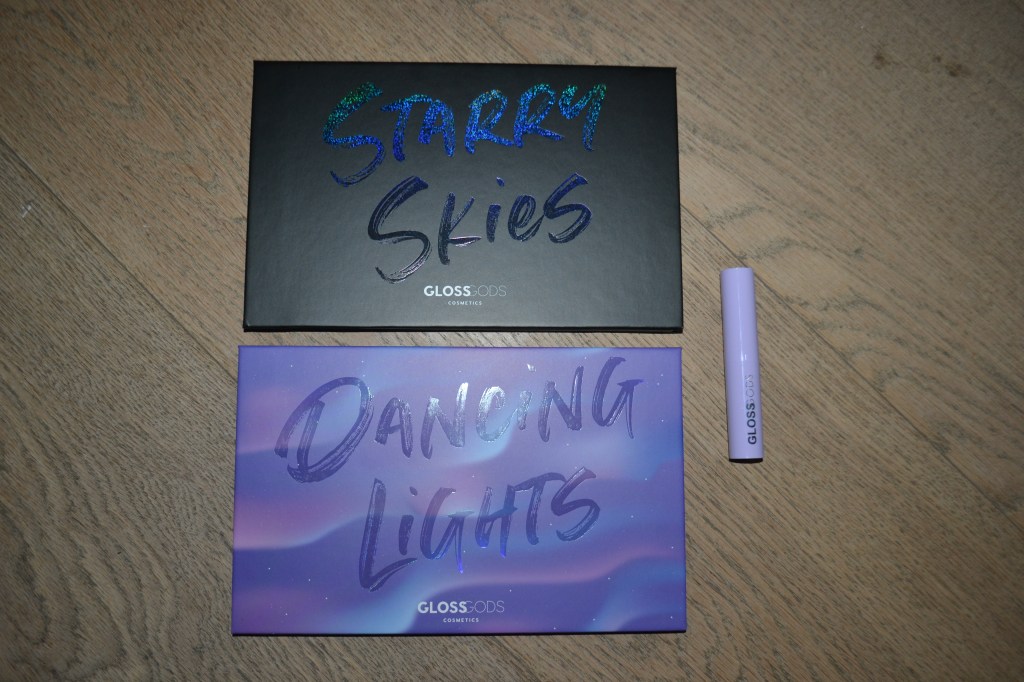 STARRY
SKIES
GLOSSGODS
COSMETICS
DANCING
LIGHTS
GLOSSGODS
COSMETICS
GLOSSGODS